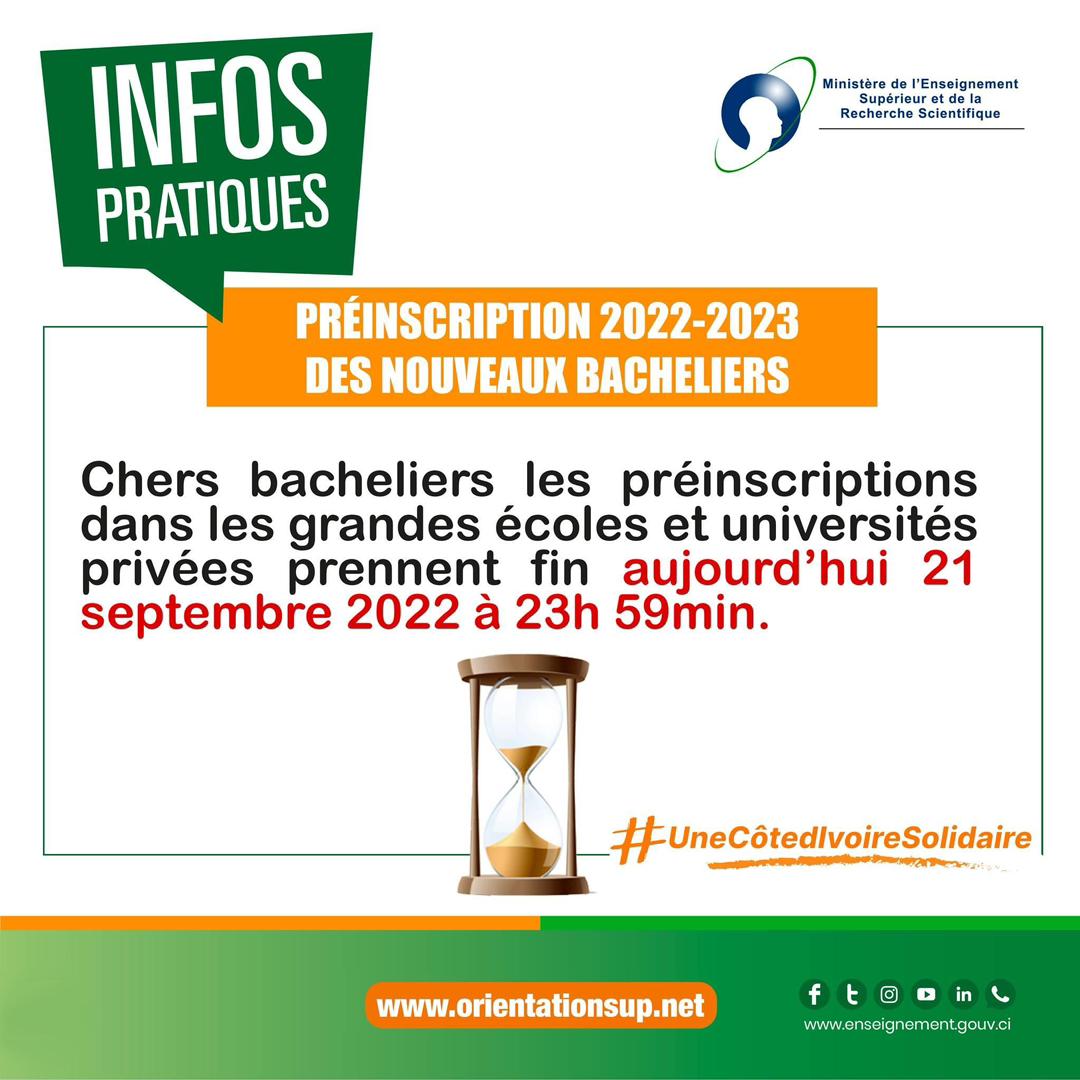 INFOS
PRATIQUES
Ministère de l'Enseignement
Supérieur et de la
Recherche Scientifique
PRÉINSCRIPTION 2022-2023
DES NOUVEAUX BACHELIERS
Chers bacheliers les préinscriptions
dans les grandes écoles et universités
privées prennent fin aujourd'hui 21
septembre 2022 à 23h 59min.
#UneCôtedIvoireSolidaire
www.orientationsup.net
www.enseignement.gouv.ci